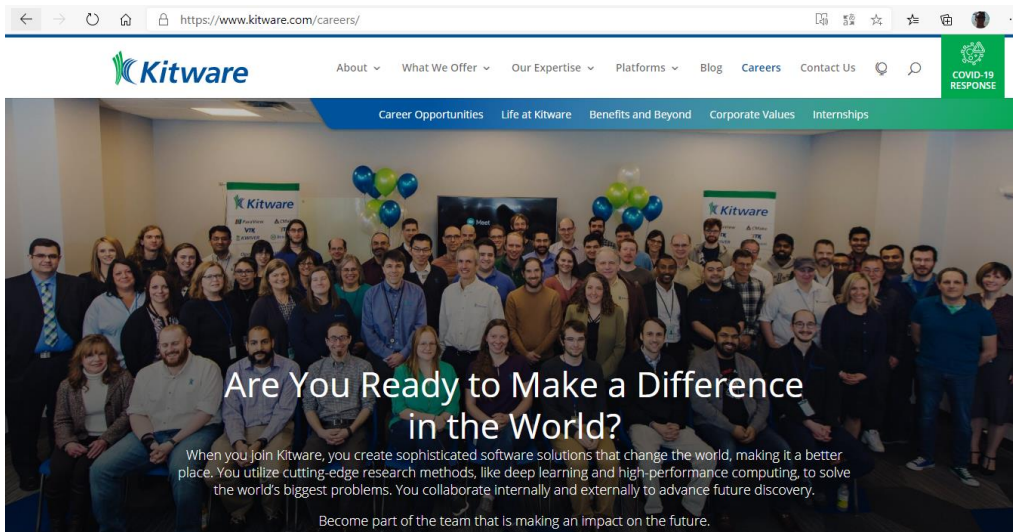 https://www.kitware.com/careers/
Kitware
About
What We Offer
Our Expertise
Platforms
Blog
Careers
Contact Us
COVID-19
RESPONSE
Career Opportunities
Life at Kitware
Benefits and Beyond
Corporate Values
Internships
Kitware
ParaView
VTK
Meet
Kitware
Are You Ready to Make a Difference
in the World?
When you join Kitware, you create sophisticated software solutions that change the world, making it a better
place. You utilize cutting-edge research methods, like deep learning and high-performance computing, to solve
the world's biggest problems. You collaborate internally and externally to advance future discovery.
Become part of the team that is making an impact on the future.